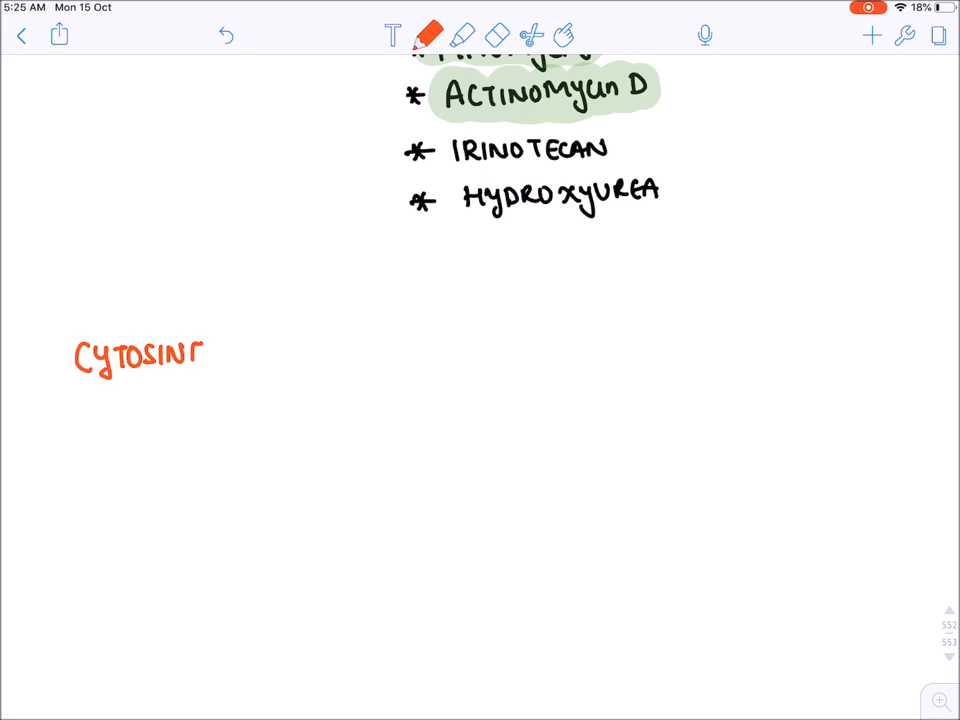 5:25 AM Mon 15 Oct 18%
T
* ACTINOMYCIN D
* IRINOTECAN
* HYDROXYUREA
CYTOSIN
552
553